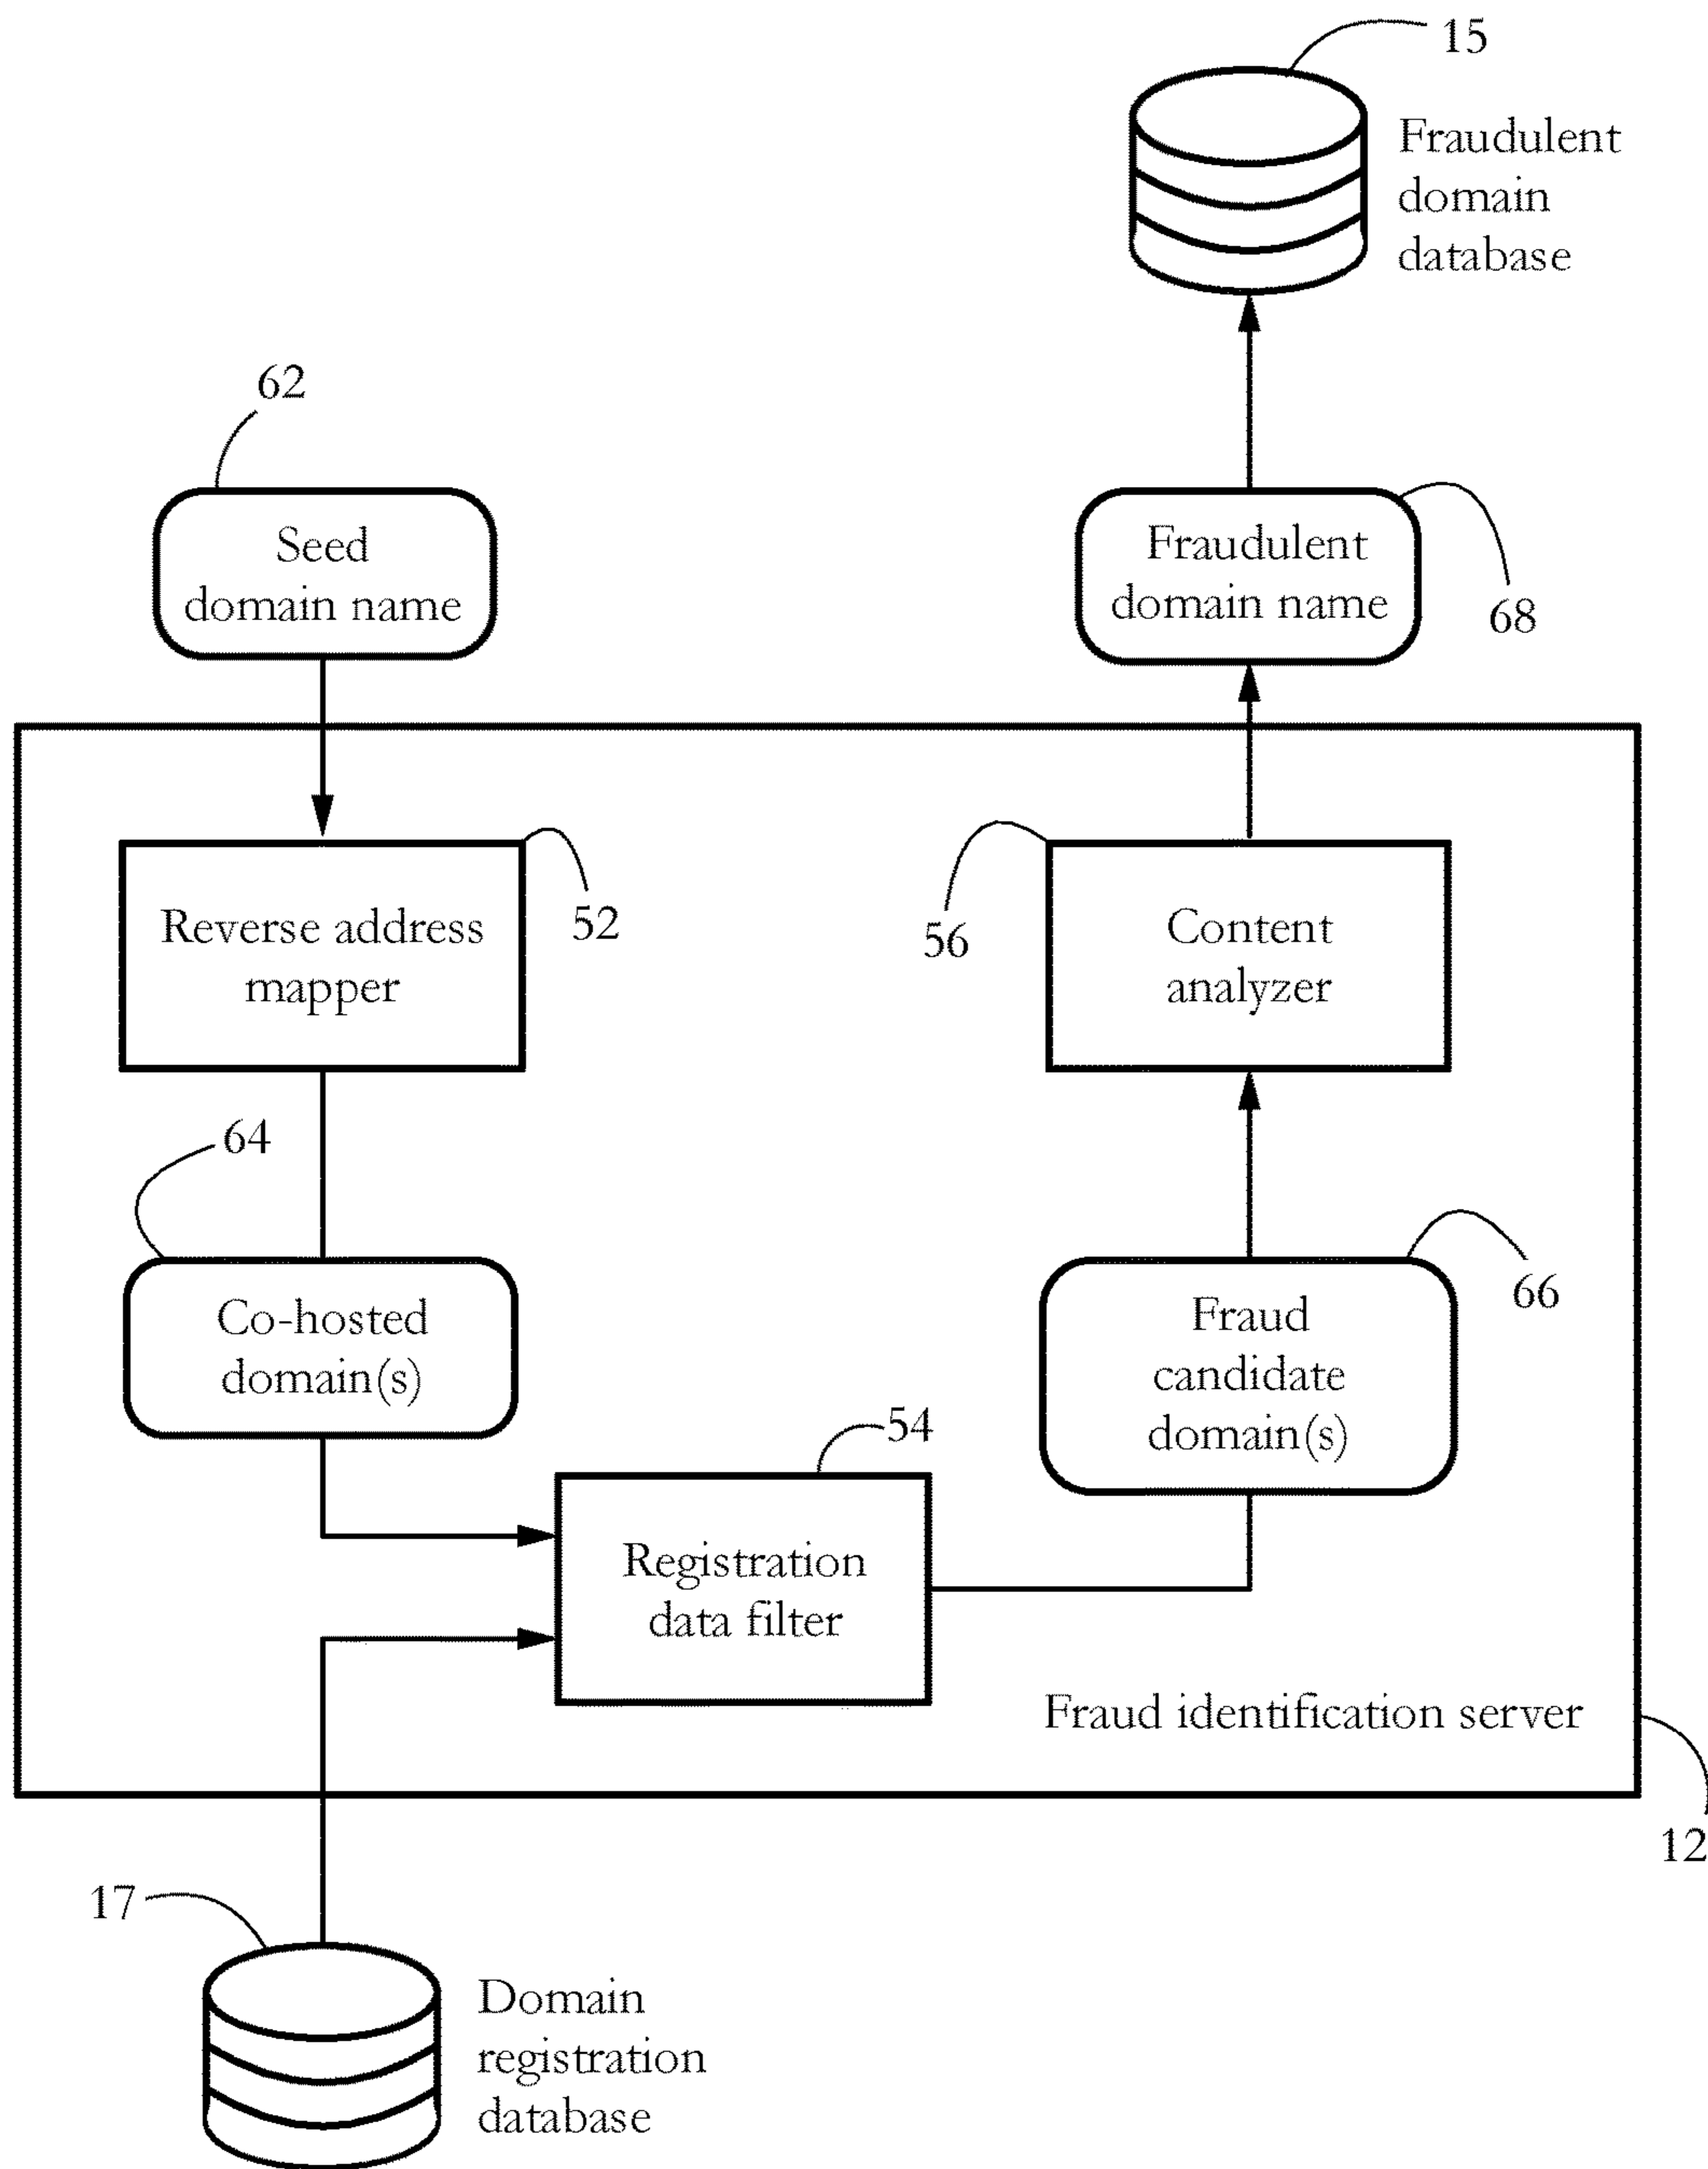 15
Fraudulent
domain
database
62
Seed
domain name
Fraudulent
domain name
68
Reverse address
mapper
52
56
Content
analyzer
64
Co-hosted
domain(s)
66
Fraud
candidate
domain(s)
54
Registration
data filter
Fraud identification server
12
17
Domain
registration
database